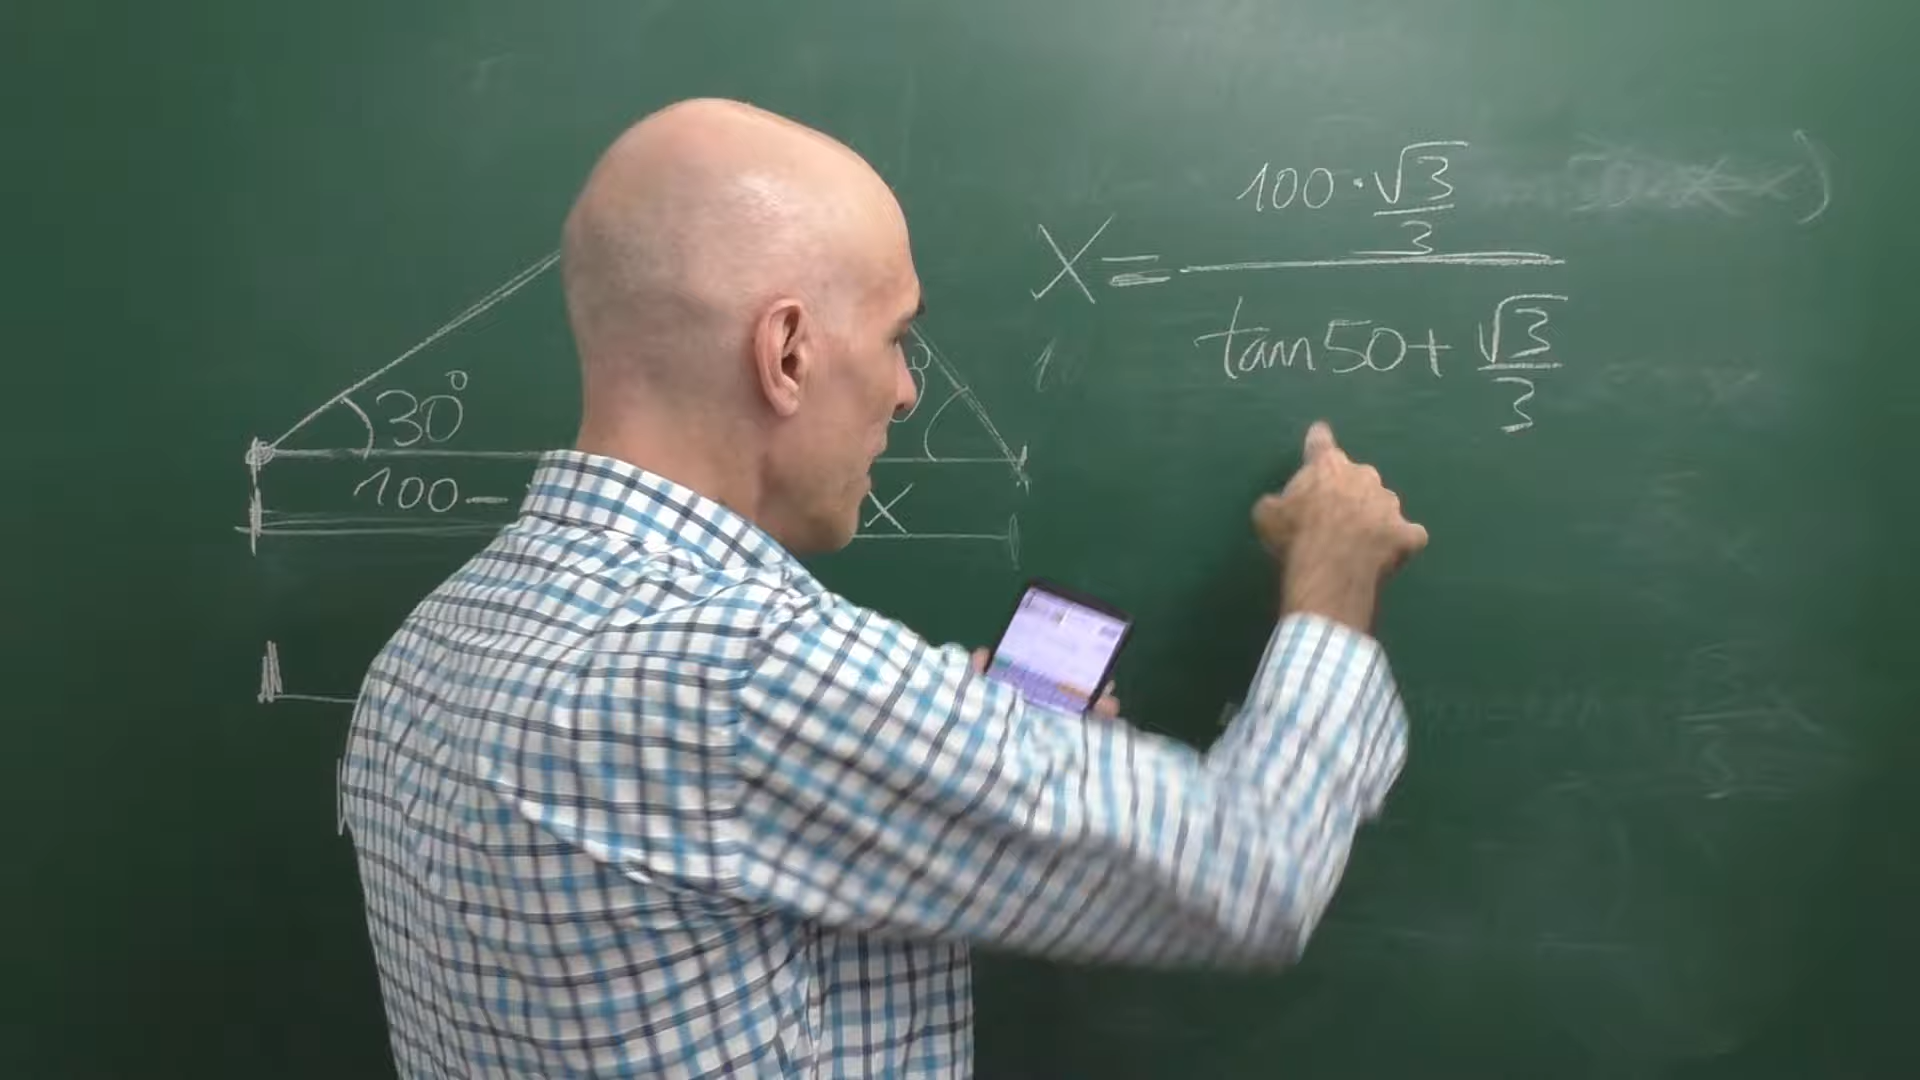 30°
100-
x
X = (100 · √3/3) / (tan50 + √3/3)